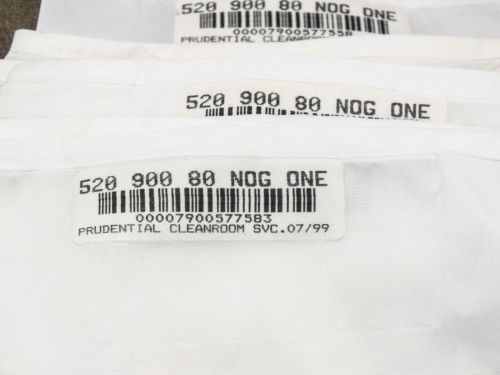 520 900 80 NOG ONE
00007900577558
PRUDENTIAL CLEANROOM
520 900 80 NOG ONE
520 900 80 NOG ONE
00007900577583
PRUDENTIAL CLEANROOM SVC.07/99